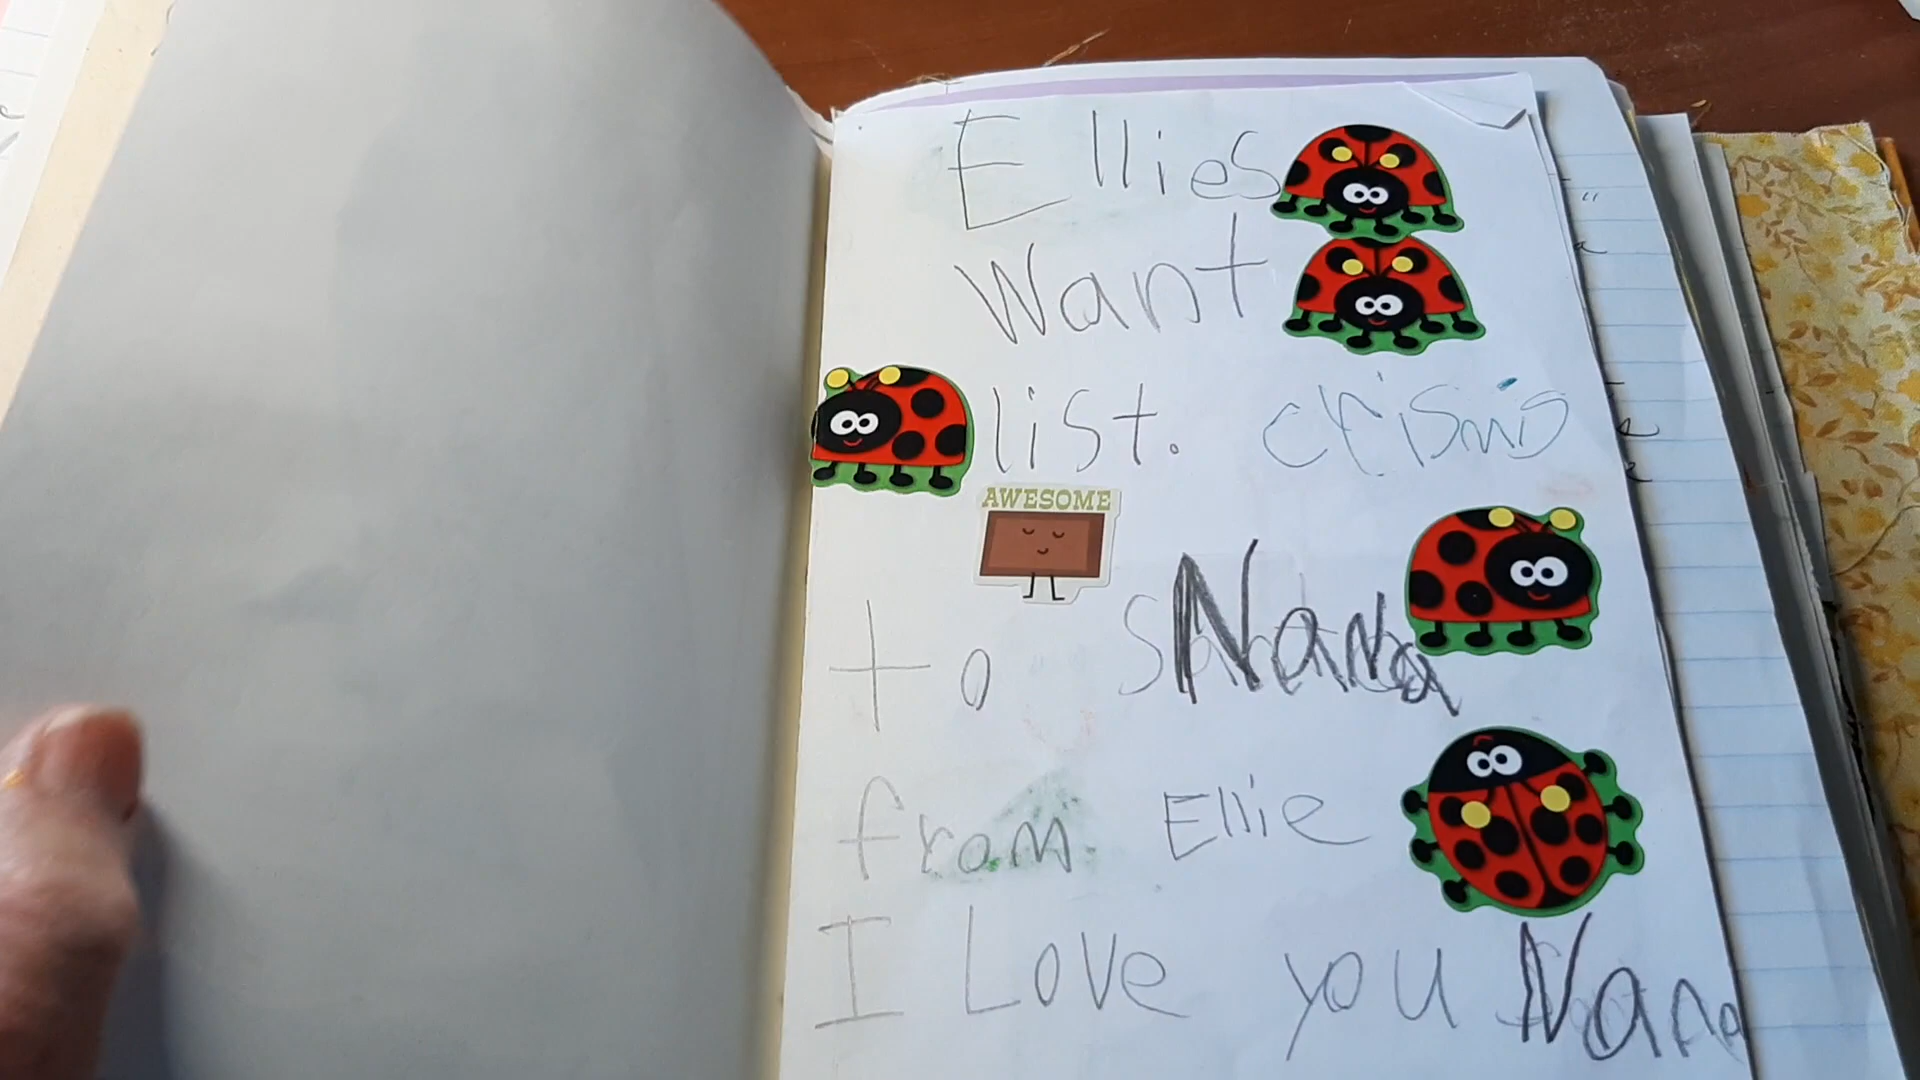 Ellies
Want
list. crismis
AWESOME
to Nana
from Ellie
I Love you Nana